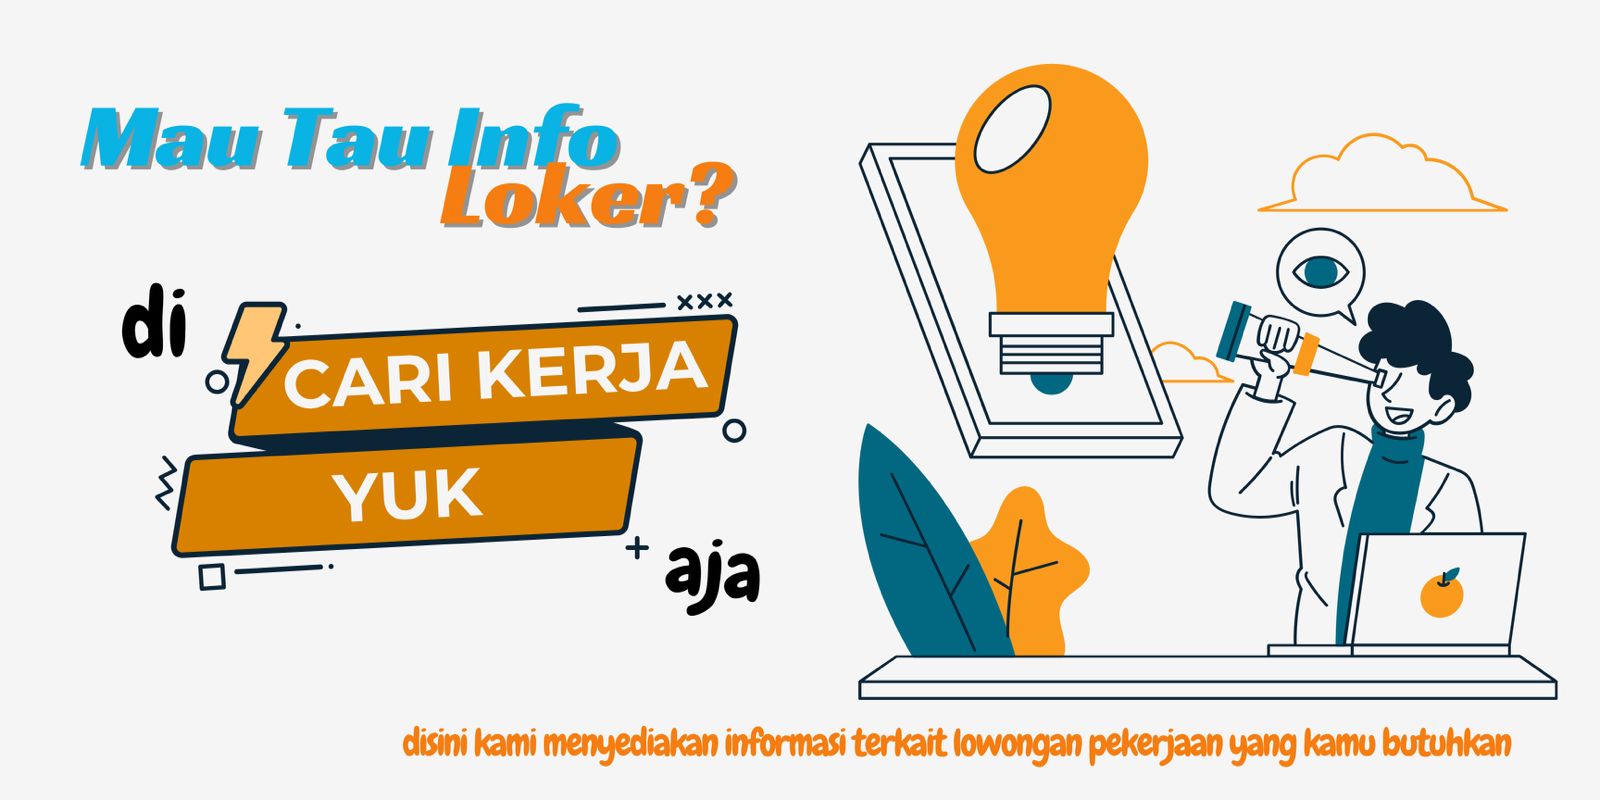 Mau Tau Info
Loker?
di
CARI KERJA
YUK
aja
disini kami menyediakan informasi terkait lowongan pekerjaan yang kamu butuhkan